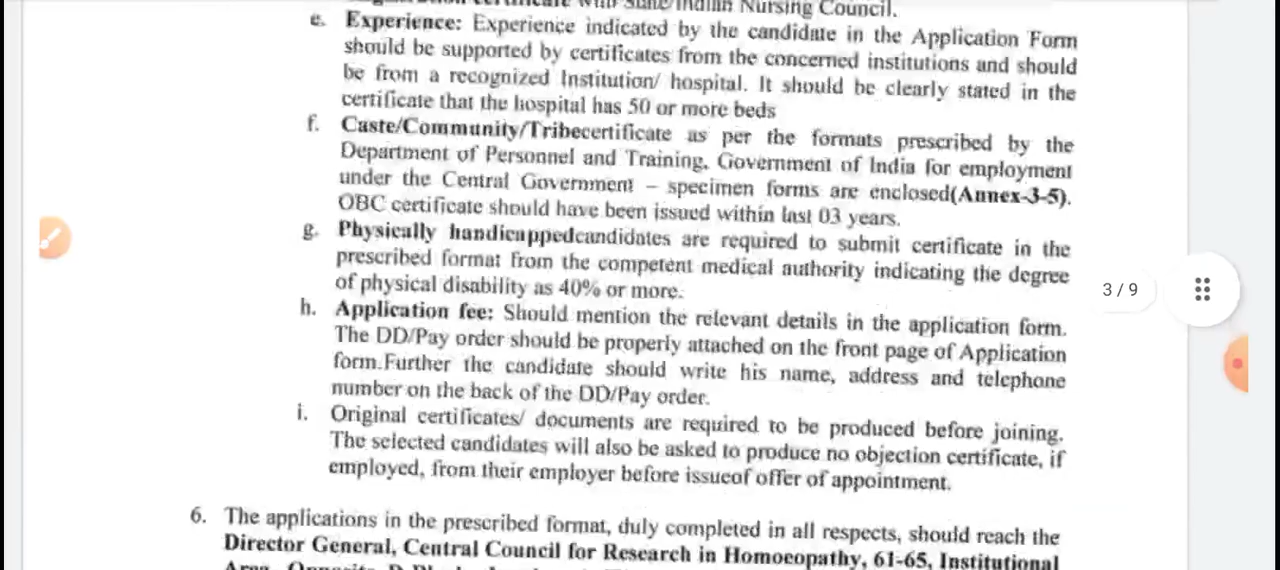 Nursing Council.
e. Experience: Experience indicated by the candidate in the Application Form
should be supported by certificates from the concerned institutions and should
be from a recognized Institution/ hospital. It should be clearly stated in the
certificate that the hospital has 50 or more beds
f. Caste/Community/Tribecertificate as per the formats prescribed by the
Department of Personnel and Training, Government of India for employment
under the Central Government – specimen forms are enclosed(Annex-3-5).
OBC certificate should have been issued within last 03 years.
g. Physically handicappedcandidates are required to submit certificate in the
prescribed format from the competent medical authority indicating the degree
of physical disability as 40% or more.
3 / 9
h. Application fee: Should mention the relevant details in the application form.
The DD/Pay order should be properly attached on the front page of Application
form.Further the candidate should write his name, address and telephone
number on the back of the DD/Pay order.
i. Original certificates/ documents are required to be produced before joining.
The selected candidates will also be asked to produce no objection certificate, if
employed, from their employer before issueof offer of appointment.
6. The applications in the prescribed format, duly completed in all respects, should reach the
Director General, Central Council for Research in Homoeopathy, 61-65, Institutional